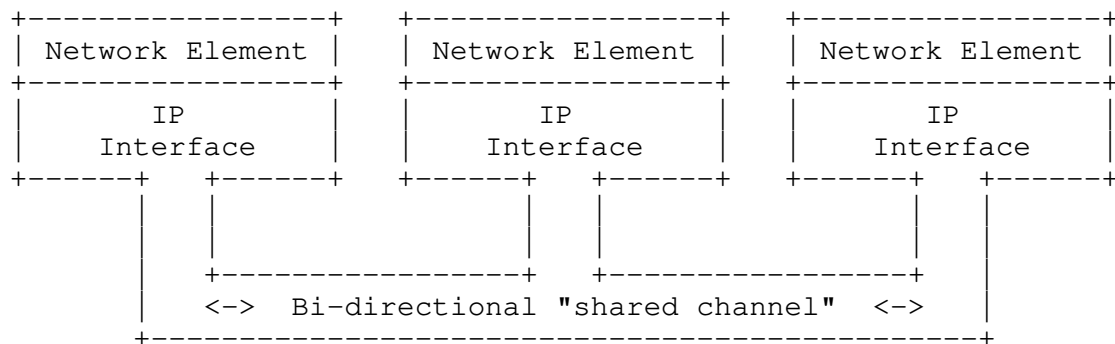 Network Element Network Element Network Element
IP IP IP
Interface Interface Interface
<-> Bi-directional "shared channel" <->